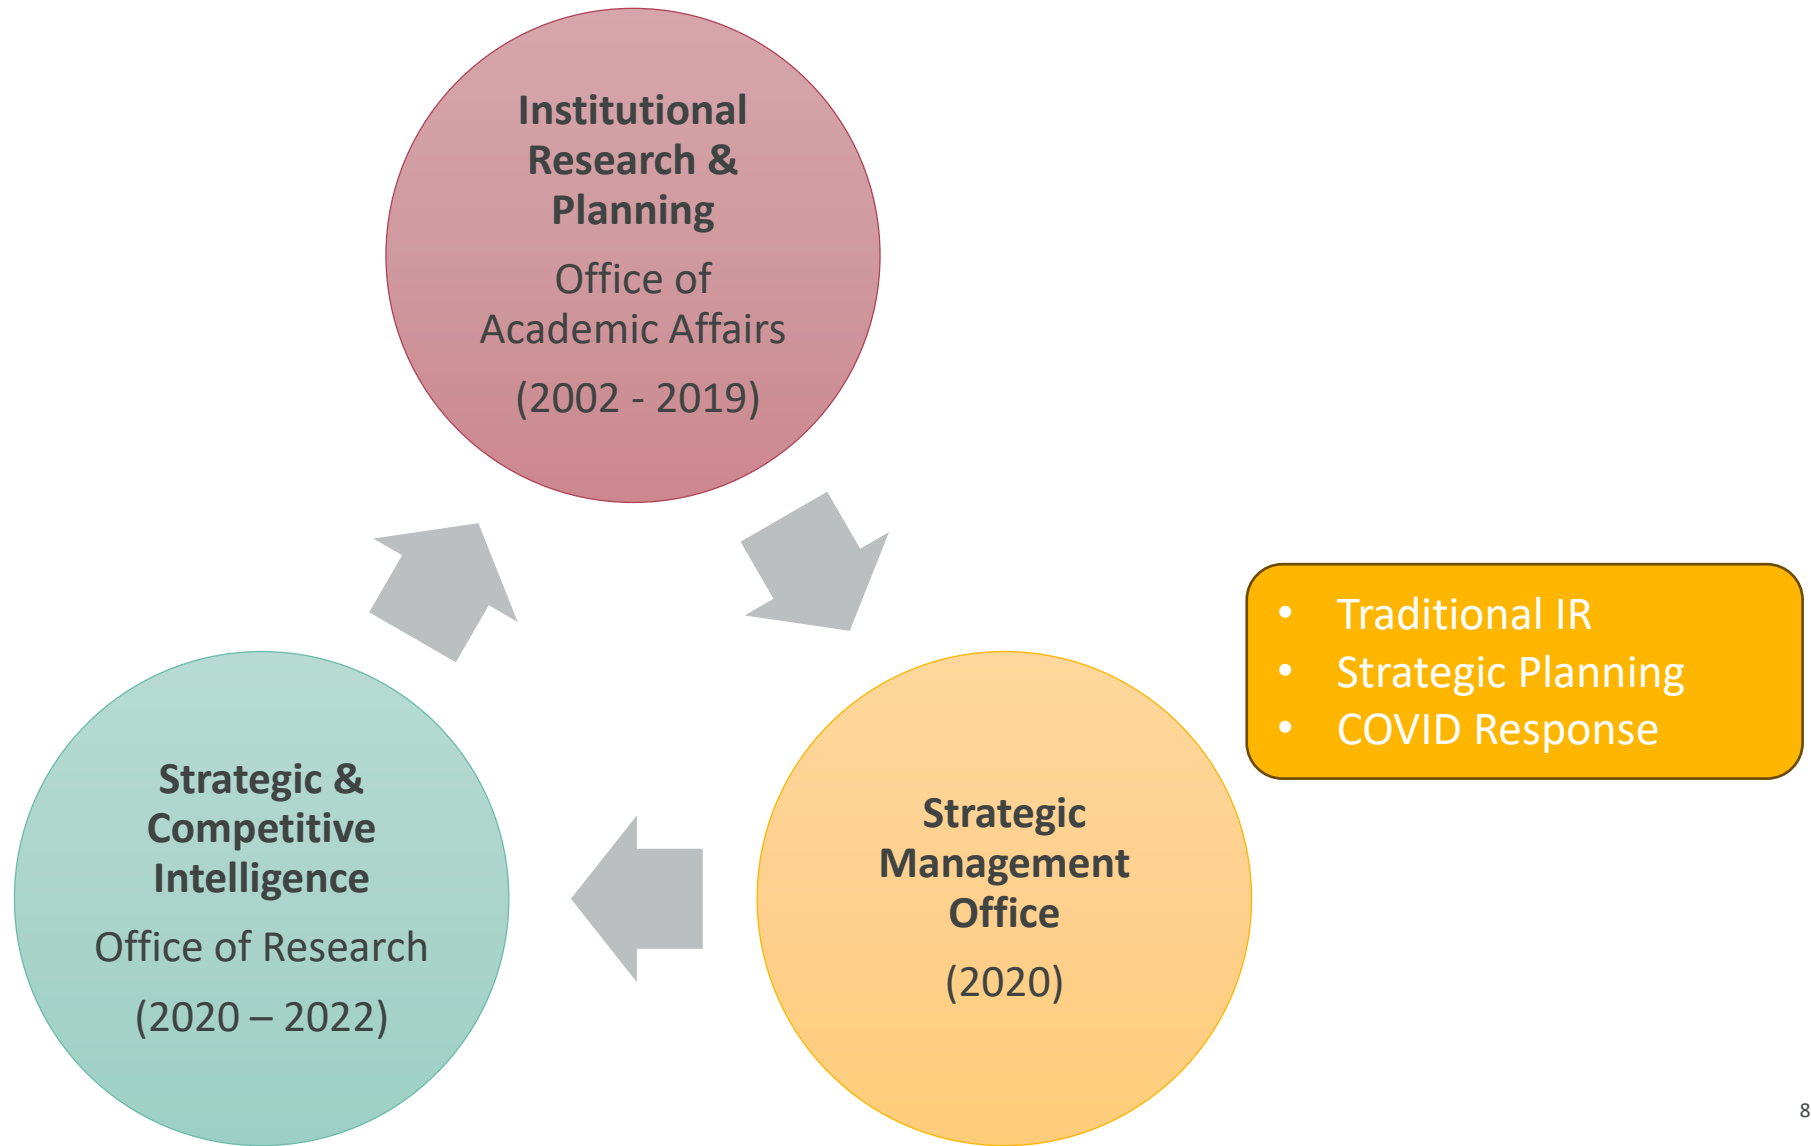 Institutional
Research &
Planning
Office of
Academic Affairs
(2002 - 2019)
• Traditional IR
• Strategic Planning
• COVID Response
Strategic
Management
Office
(2020)
Strategic &
Competitive
Intelligence
Office of Research
(2020 – 2022)
8